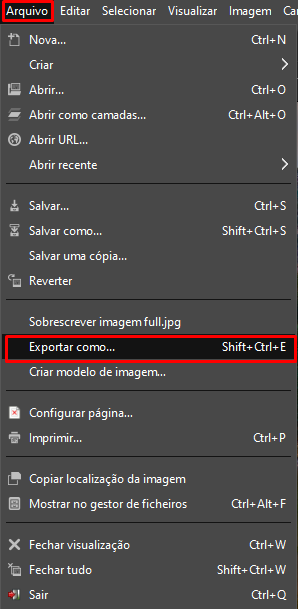 Arquivo Editar Selecionar Visualizar Imagem
Nova... Ctrl+N
Criar
Abrir... Ctrl+O
Abrir como camadas... Ctrl+Alt+O
Abrir URL...
Abrir recente
Salvar... Ctrl+S
Salvar como... Shift+Ctrl+S
Salvar uma cópia...
Reverter
Sobrescrever imagem full.jpg
Exportar como... Shift+Ctrl+E
Criar modelo de imagem...
Configurar página...
Imprimir... Ctrl+P
Copiar localização da imagem
Mostrar no gestor de ficheiros Ctrl+Alt+F
Fechar visualização Ctrl+W
Fechar tudo Shift+Ctrl+W
Sair Ctrl+Q